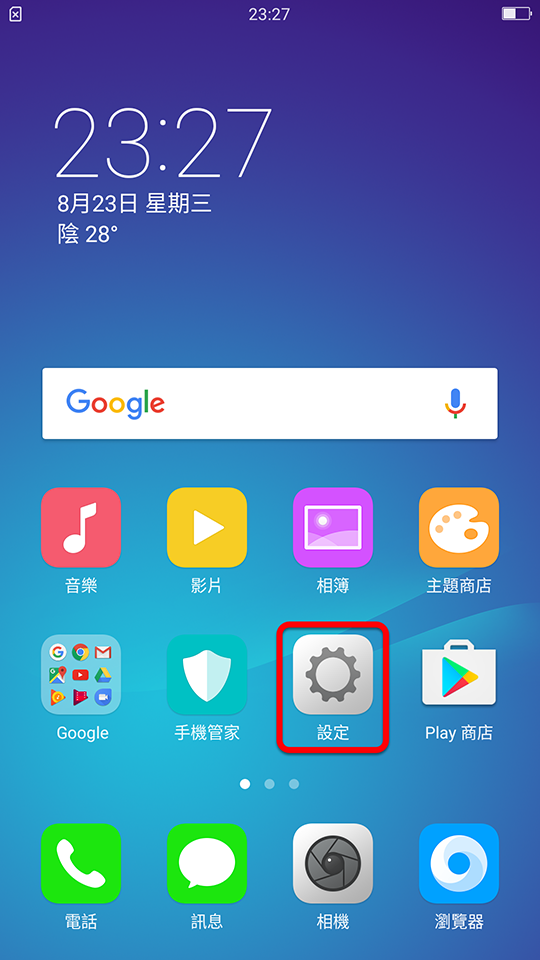 23:27
23:27
8月23日 星期三
陰 28°
Google
音樂
影片
相簿
主題商店
Google
手機管家
設定
Play 商店
電話
訊息
相機
瀏覽器